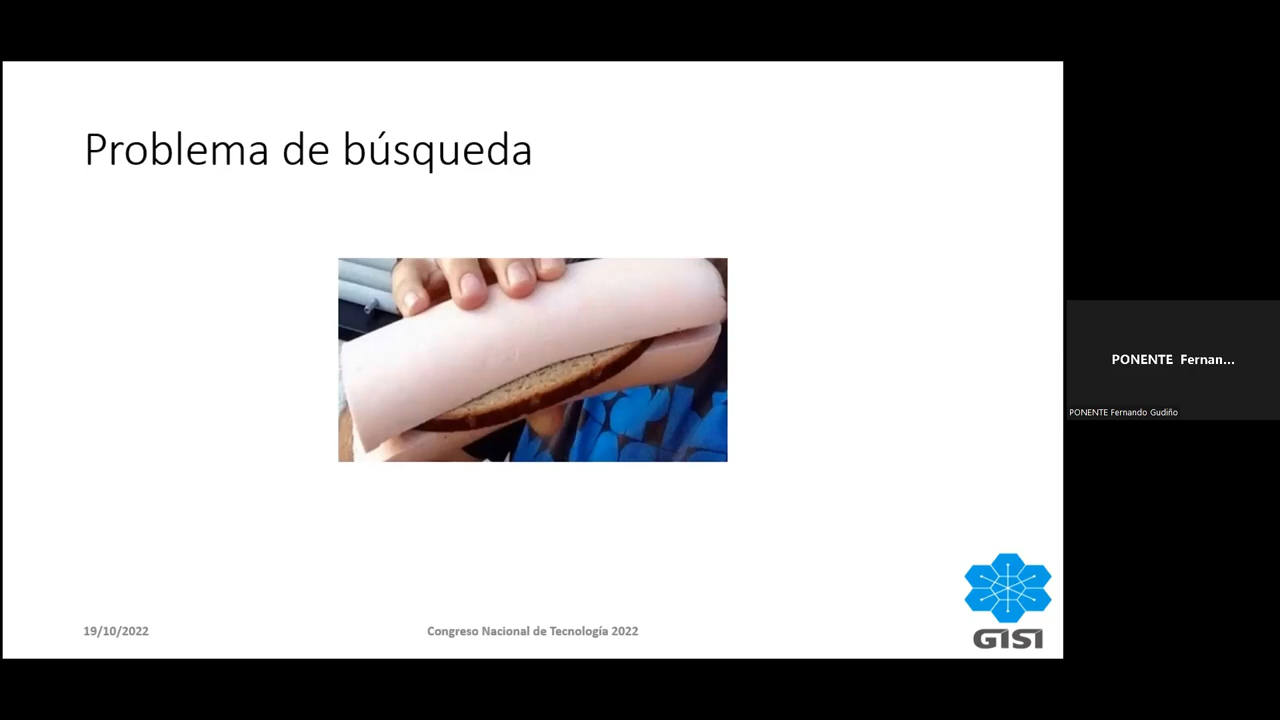 Problema de búsqueda
PONENTE Fernan...
PONENTE Fernando Gudiño
19/10/2022
Congreso Nacional de Tecnología 2022
GISI